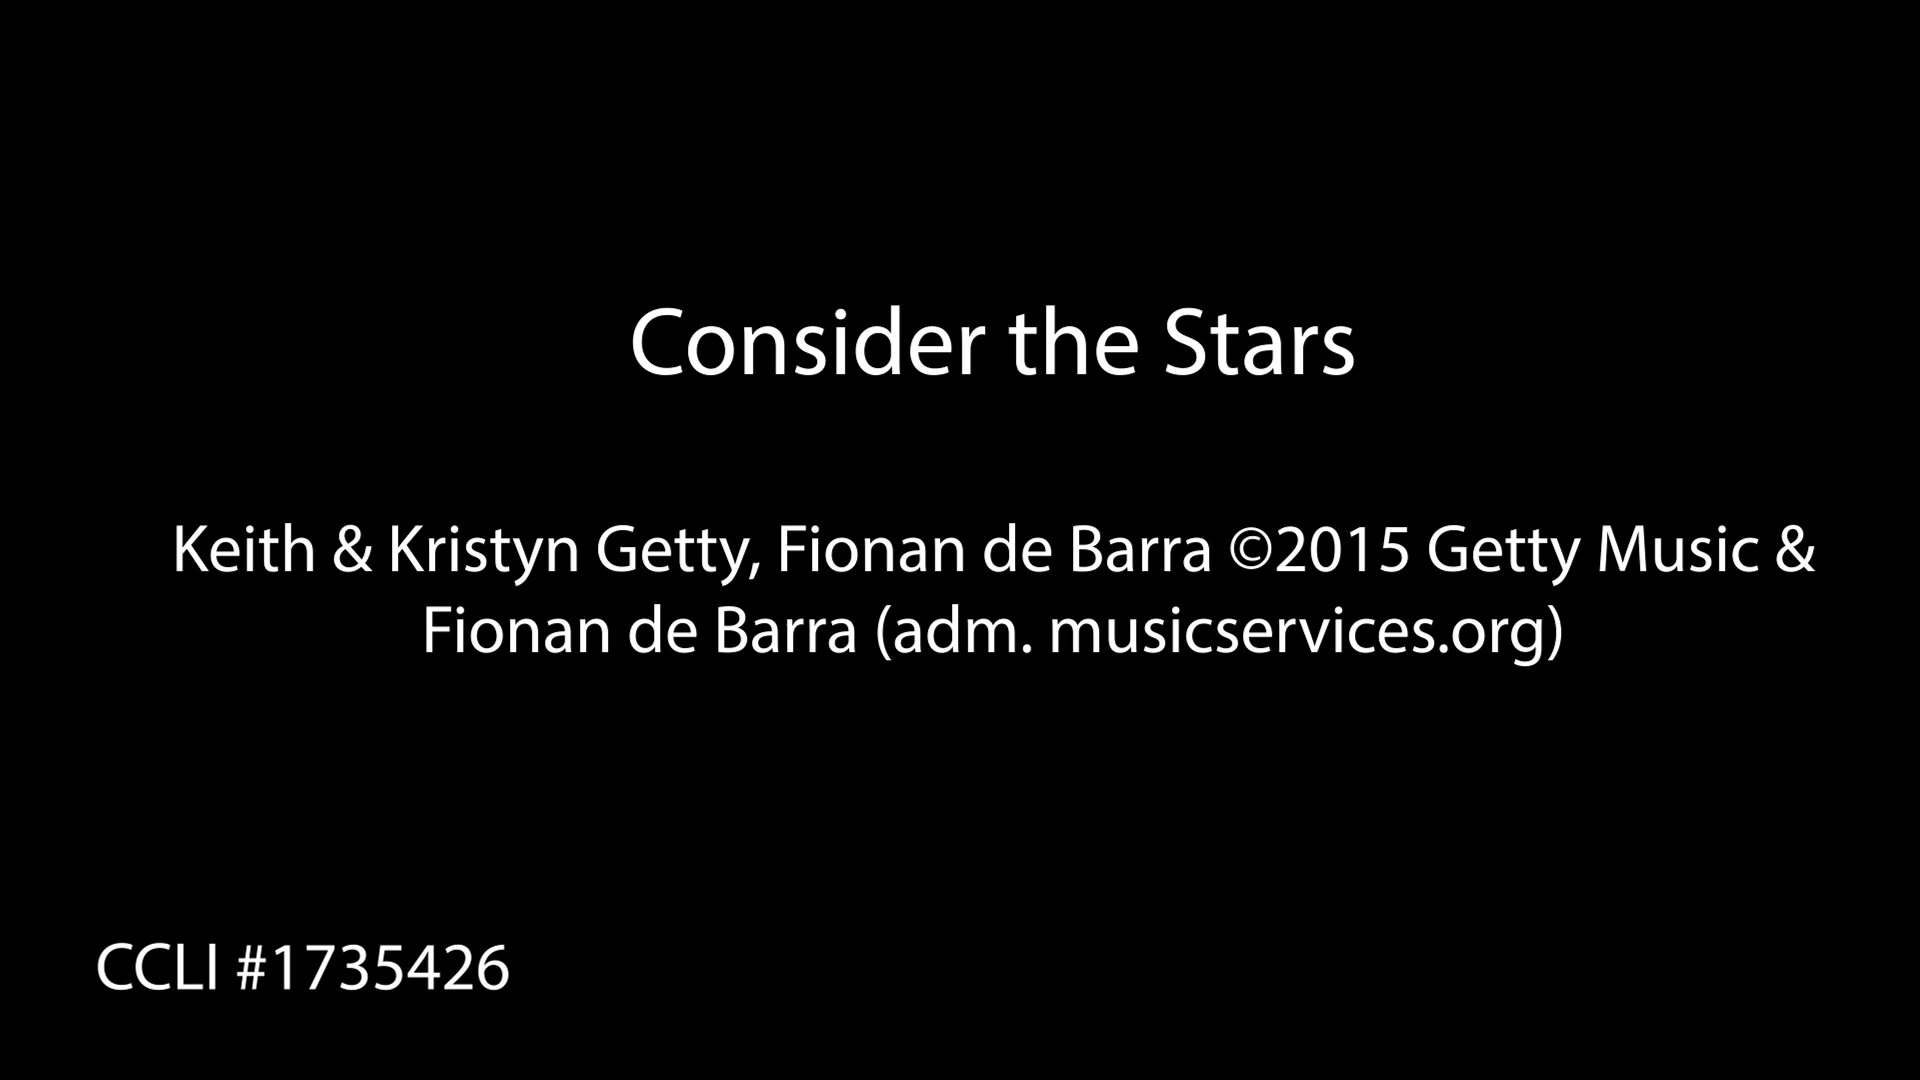 Consider the Stars
Keith & Kristyn Getty, Fionan de Barra ©2015 Getty Music &
Fionan de Barra (adm. musicservices.org)
CCLI #1735426